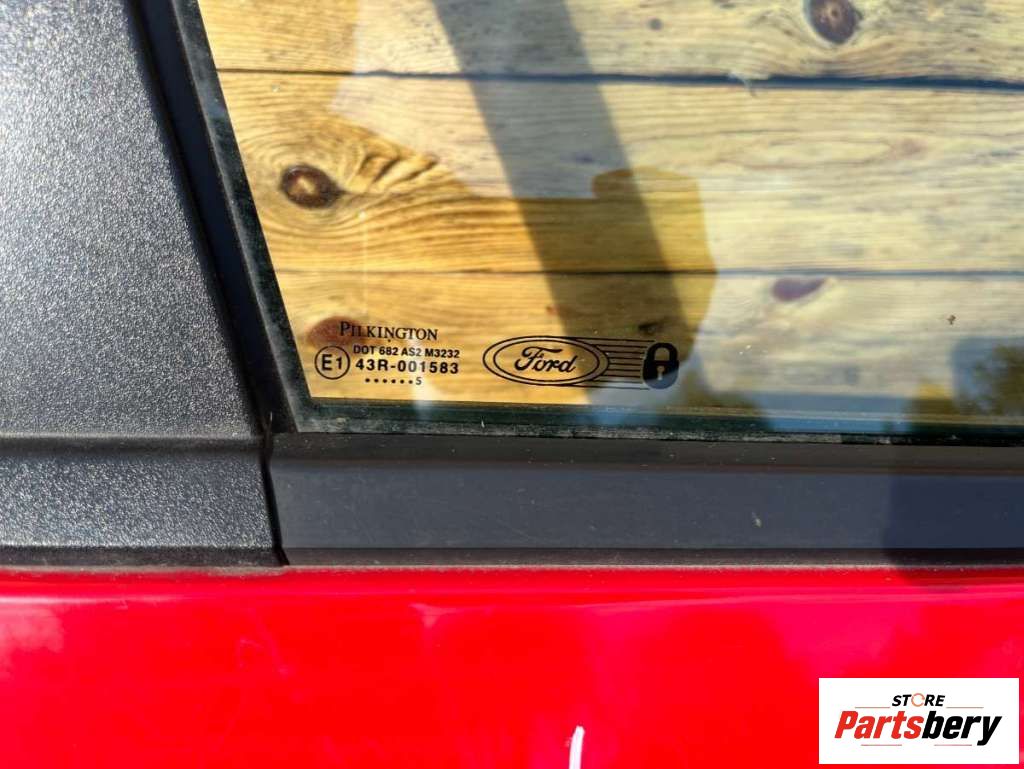 PILKINGTON
DOT 682 AS2 M3232
E1 43R-001583
••••••5
Ford
STORE
Partsbery